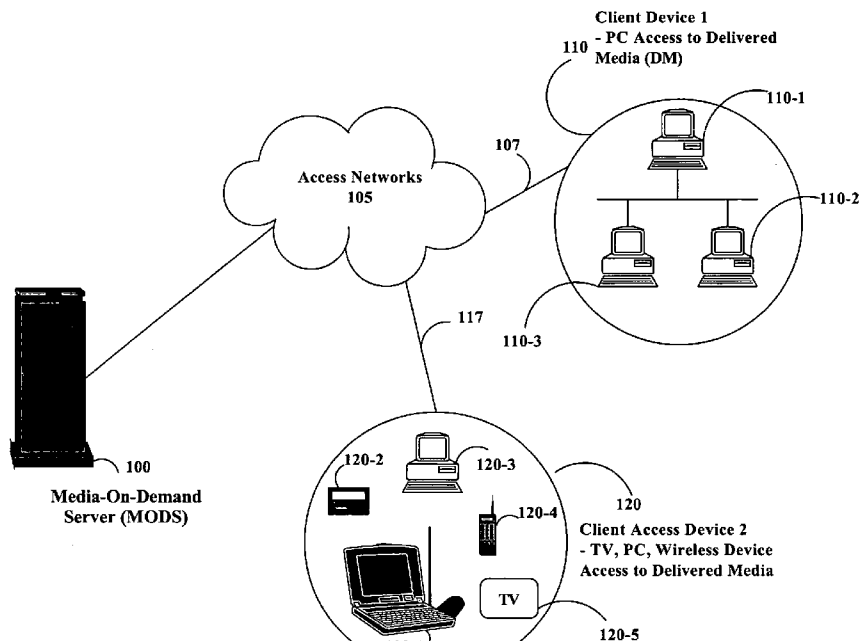 Client Device 1
- PC Access to Delivered
Media (DM)
110
110-1
107
Access Networks
105
110-2
117
110-3
100
Media-On-Demand
Server (MODS)
120-2
120-3
120
120-4
Client Access Device 2
- TV, PC, Wireless Device
Access to Delivered Media
TV
120-5